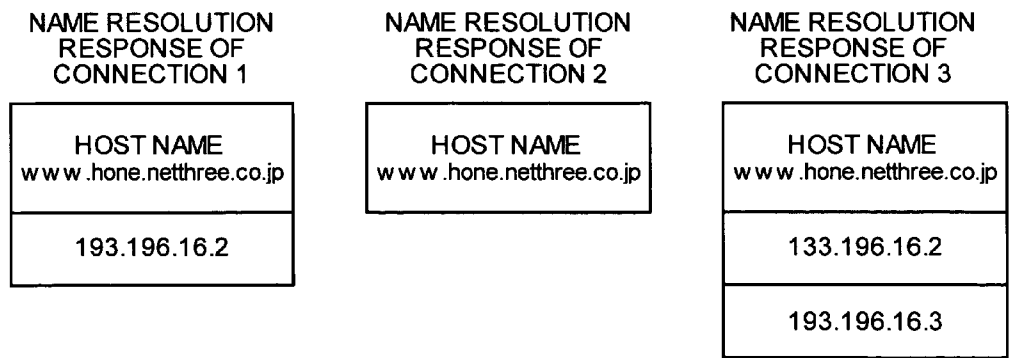 NAME RESOLUTION
RESPONSE OF
CONNECTION 1
HOST NAME
www.hone.netthree.co.jp
193.196.16.2
NAME RESOLUTION
RESPONSE OF
CONNECTION 2
HOST NAME
www.hone.netthree.co.jp
NAME RESOLUTION
RESPONSE OF
CONNECTION 3
HOST NAME
www.hone.netthree.co.jp
133.196.16.2
193.196.16.3